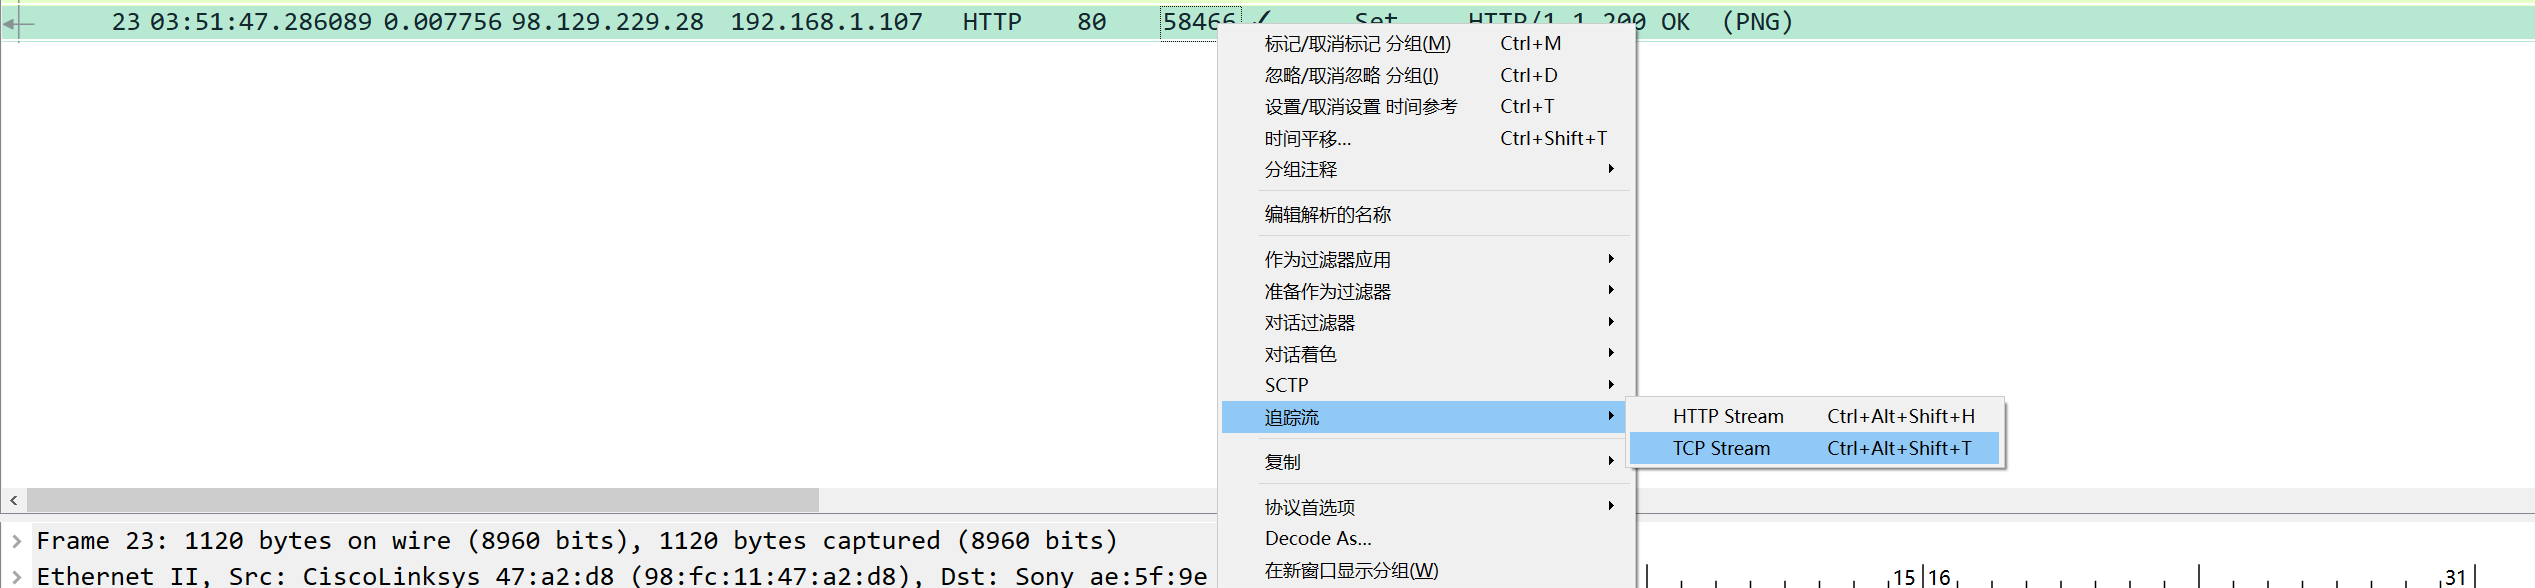 23 03:51:47.286089 0.007756 98.129.229.28 192.168.1.107 HTTP 80 58466 ✓ Set HTTP/1.1 200 OK (PNG)
标记/取消标记 分组(M) Ctrl+M
忽略/取消忽略 分组(I) Ctrl+D
设置/取消设置 时间参考 Ctrl+T
时间平移... Ctrl+Shift+T
分组注释
编辑解析的名称
作为过滤器应用
准备作为过滤器
对话过滤器
对话着色
SCTP
追踪流
HTTP Stream Ctrl+Alt+Shift+H
TCP Stream Ctrl+Alt+Shift+T
复制
协议首选项
Decode As...
在新窗口显示分组(W)
Frame 23: 1120 bytes on wire (8960 bits), 1120 bytes captured (8960 bits)
Ethernet II, Src: CiscoLinksys 47:a2:d8 (98:fc:11:47:a2:d8), Dst: Sony ae:5f:9e
15 16 31